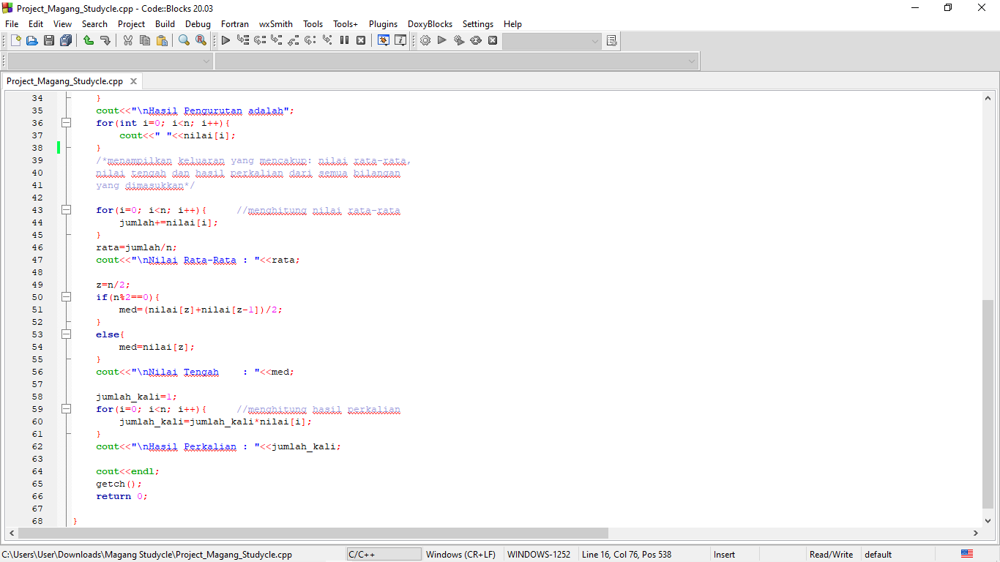 Project_Magang_Studycle.cpp - Code::Blocks 20.03
File Edit View Search Project Build Debug Fortran wxSmith Tools Tools+ Plugins DoxyBlocks Settings Help
Project_Magang_Studycle.cpp
34 }
35 cout<<"\nHasil Pengurutan adalah";
36 for(int i=0; i<n; i++){
37 cout<<" "<<nilai[i];
38 }
39 /*menampilkan keluaran yang mencakup: nilai rata-rata,
40 nilai tengah dan hasil perkalian dari semua bilangan
41 yang dimasukkan*/
42
43 for(i=0; i<n; i++){ //menghitung nilai rata-rata
44 jumlah+=nilai[i];
45 }
46 rata=jumlah/n;
47 cout<<"\nNilai Rata-Rata : "<<rata;
48
49 z=n/2;
50 if(n%2==0){
51 med=(nilai[z]+nilai[z-1])/2;
52 }
53 else{
54 med=nilai[z];
55 }
56 cout<<"\nNilai Tengah : "<<med;
57
58 jumlah_kali=1;
59 for(i=0; i<n; i++){ //menghitung hasil perkalian
60 jumlah_kali=jumlah_kali*nilai[i];
61 }
62 cout<<"\nHasil Perkalian : "<<jumlah_kali;
63
64 cout<<endl;
65 getch();
66 return 0;
67
68 }
C:\Users\User\Downloads\Magang Studycle\Project_Magang_Studycle.cpp C/C++ Windows (CR+LF) WINDOWS-1252 Line 16, Col 76, Pos 538 Insert Read/Write default